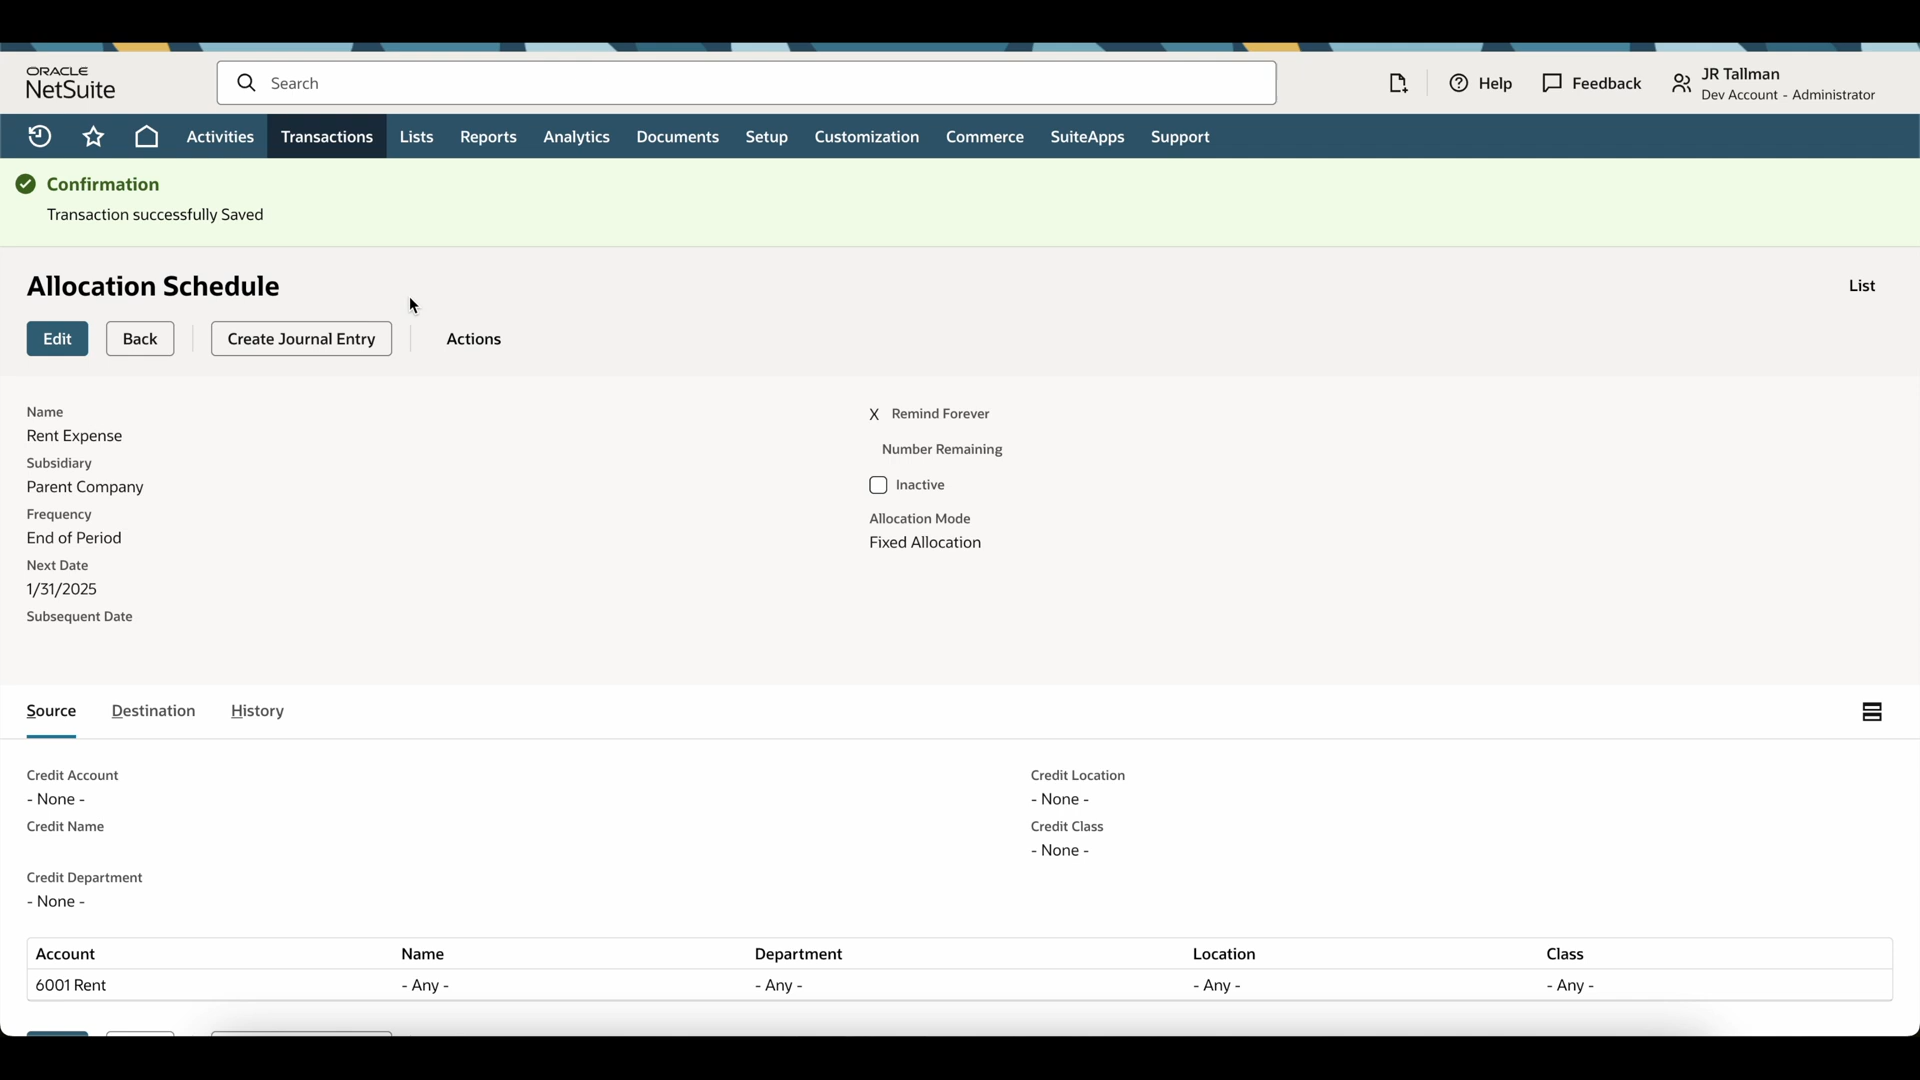 ORACLE
NetSuite
Search
Help
Feedback
JR Tallman
Dev Account - Administrator
Activities Transactions Lists Reports Analytics Documents Setup Customization Commerce SuiteApps Support
Confirmation
Transaction successfully Saved
Allocation Schedule
List
Edit Back Create Journal Entry Actions
Name
Rent Expense
Subsidiary
Parent Company
Frequency
End of Period
Next Date
1/31/2025
Subsequent Date
X Remind Forever
Number Remaining
Inactive
Allocation Mode
Fixed Allocation
Source Destination History
Credit Account
- None -
Credit Name
Credit Department
- None -
Credit Location
- None -
Credit Class
- None -
Account Name Department Location Class
6001 Rent - Any - - Any - - Any - - Any -